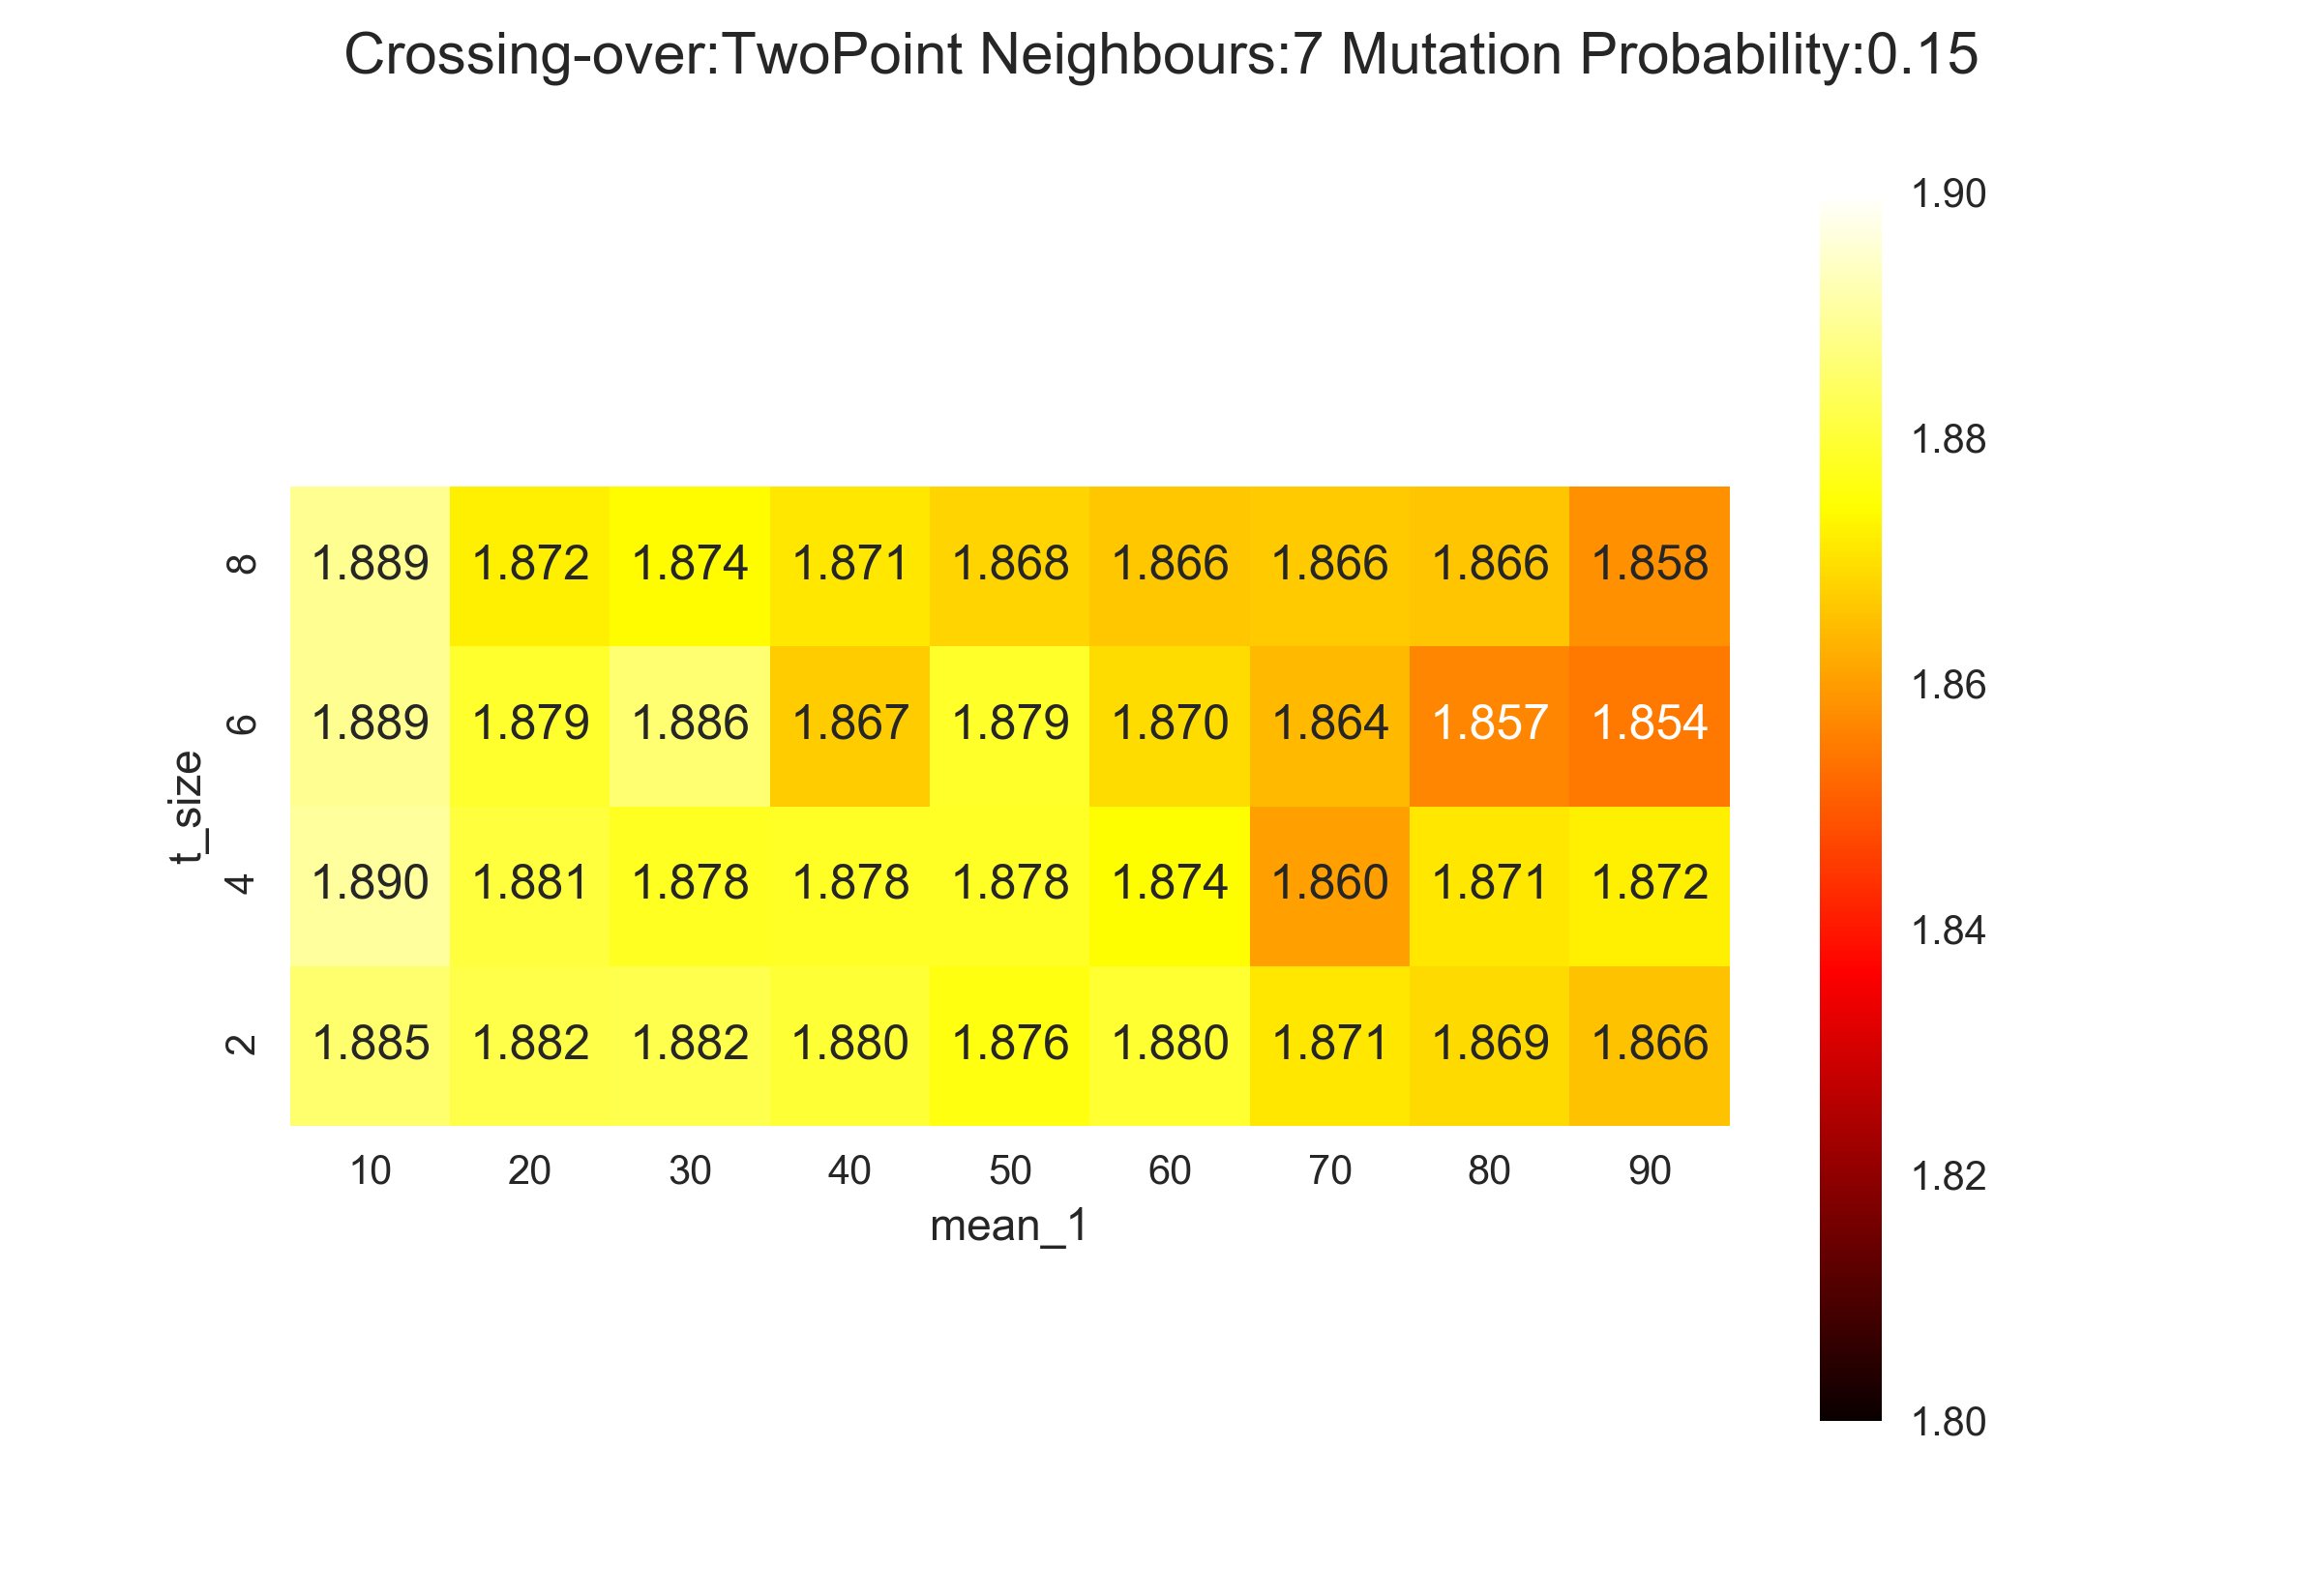 Crossing-over:TwoPoint Neighbours:7 Mutation Probability:0.15
1.90
1.88
1.86
1.84
1.82
1.80
t_size
8
1.889 1.872 1.874 1.871 1.868 1.866 1.866 1.866 1.858
6
1.889 1.879 1.886 1.867 1.879 1.870 1.864 1.857 1.854
4
1.890 1.881 1.878 1.878 1.878 1.874 1.860 1.871 1.872
2
1.885 1.882 1.882 1.880 1.876 1.880 1.871 1.869 1.866
10 20 30 40 50 60 70 80 90
mean_1